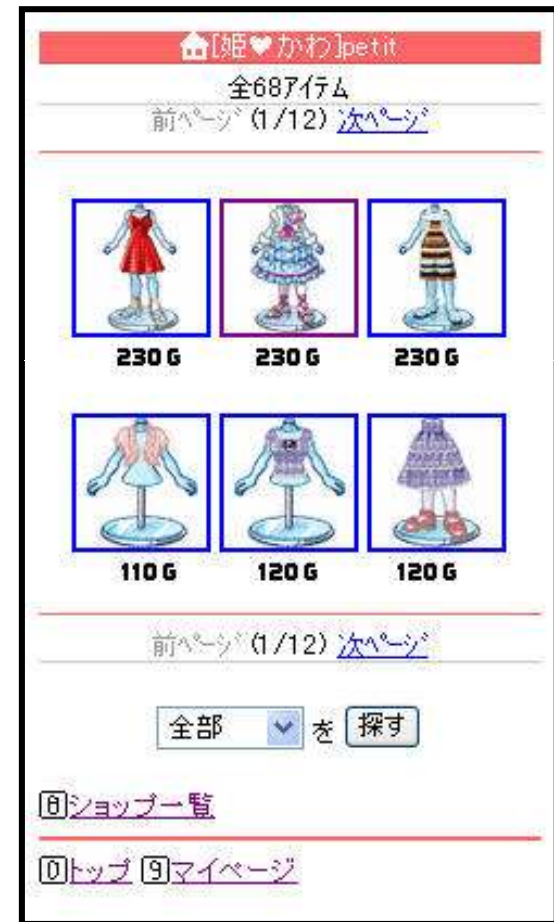 [姫♥かわ]petit
全68ｱｲﾃﾑ
前ﾍﾟｰｼﾞ(1/12) 次ﾍﾟｰｼﾞ
230 G 230 G 230 G
110 G 120 G 120 G
前ﾍﾟｰｼﾞ(1/12) 次ﾍﾟｰｼﾞ
全部 を 探す
8ショップ一覧
0トップ 9マイページ